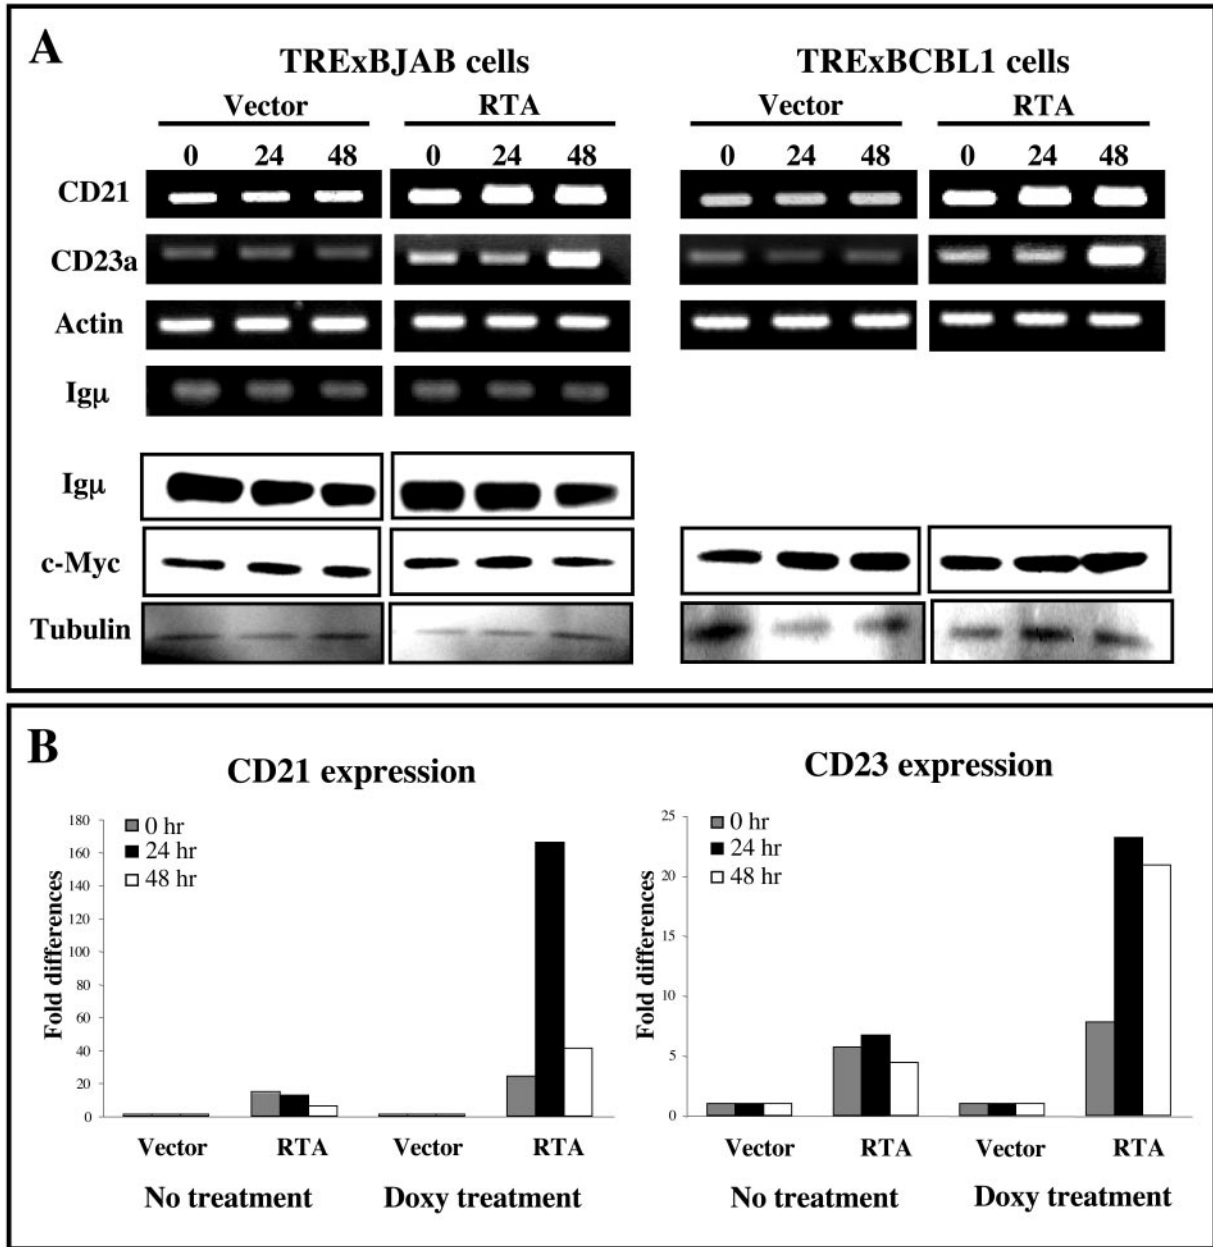 A
TRExBJAB cells TRExBCBL1 cells
Vector RTA Vector RTA
0 24 48 0 24 48 0 24 48 0 24 48
CD21
CD23a
Actin
Igμ
Igμ
c-Myc
Tubulin
B
CD21 expression
Fold differences
180
160
140
120
100
80
60
40
20
0
0 hr
24 hr
48 hr
Vector RTA Vector RTA
No treatment Doxy treatment
CD23 expression
Fold differences
25
20
15
10
5
0
0 hr
24 hr
48 hr
Vector RTA Vector RTA
No treatment Doxy treatment